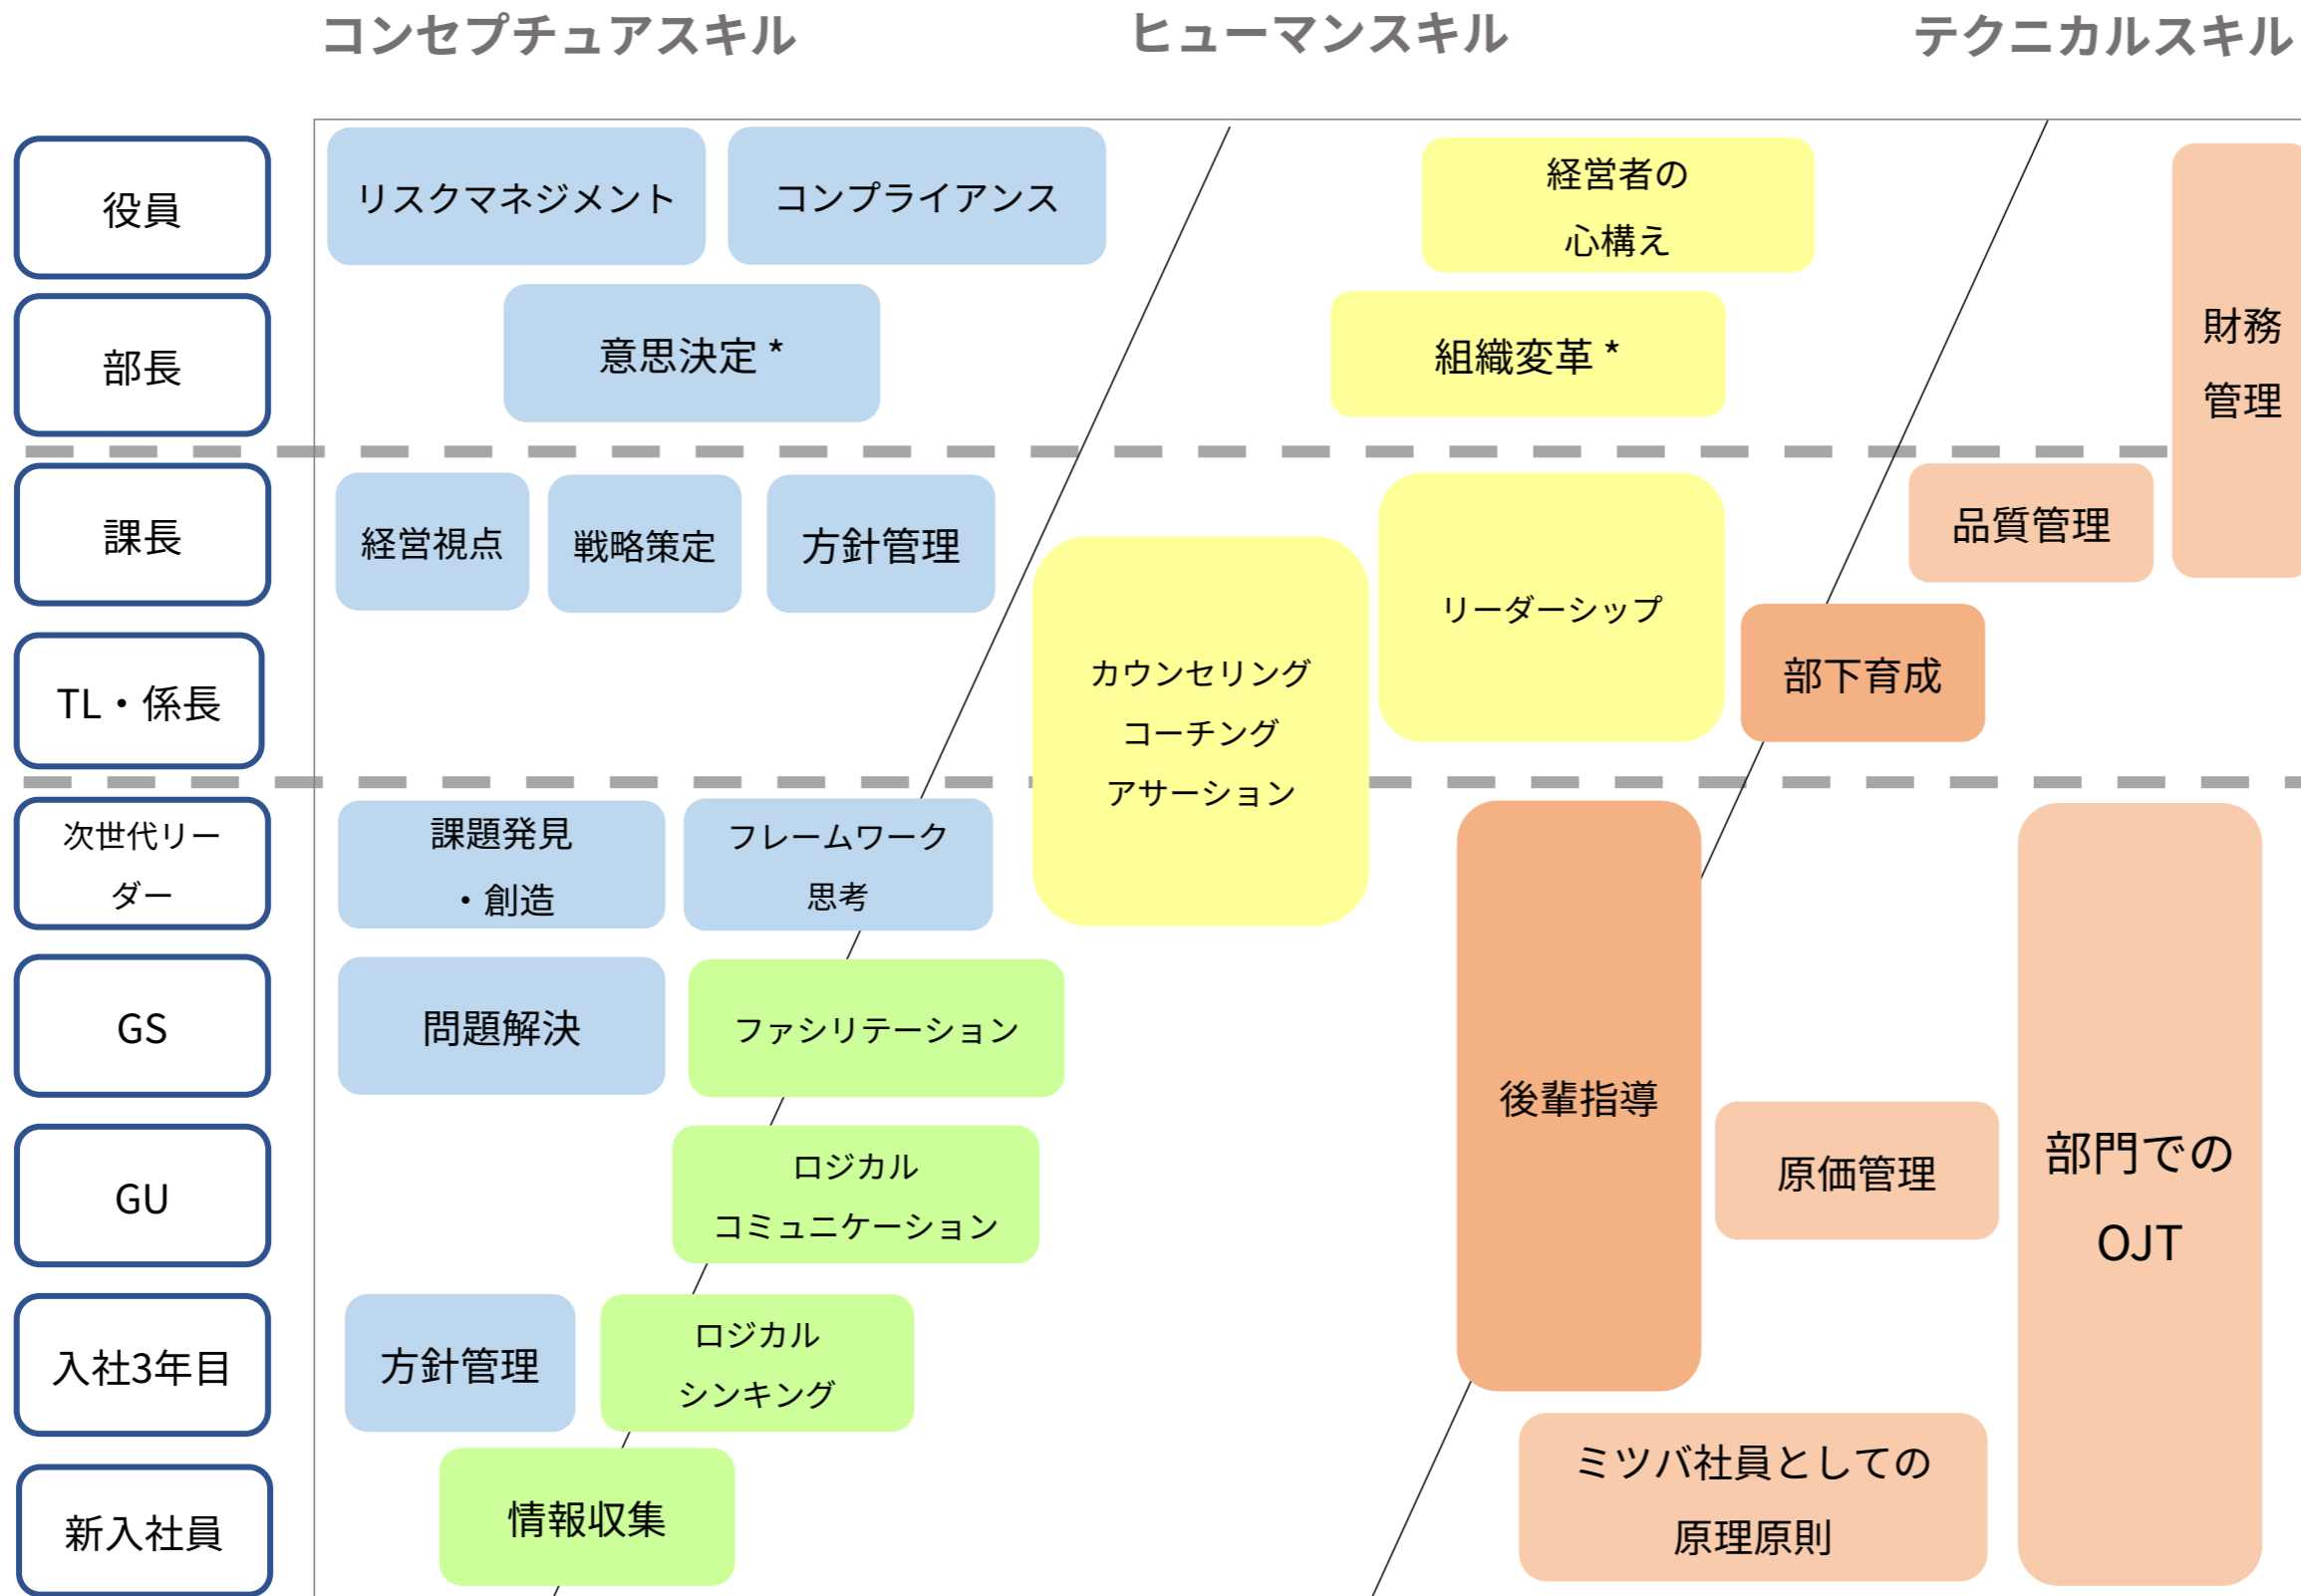 コンセプチュアスキル
ヒューマンスキル
テクニカルスキル
役員
リスクマネジメント
コンプライアンス
経営者の
心構え
部長
意思決定 *
組織変革 *
財務
管理
課長
経営視点
戦略策定
方針管理
リーダーシップ
品質管理
TL・係長
カウンセリング
コーチング
アサーション
部下育成
次世代リー
ダー
課題発見
・創造
フレームワーク
思考
GS
問題解決
ファシリテーション
後輩指導
GU
ロジカル
コミュニケーション
原価管理
部門での
OJT
入社3年目
方針管理
ロジカル
シンキング
新入社員
情報収集
ミツバ社員としての
原理原則